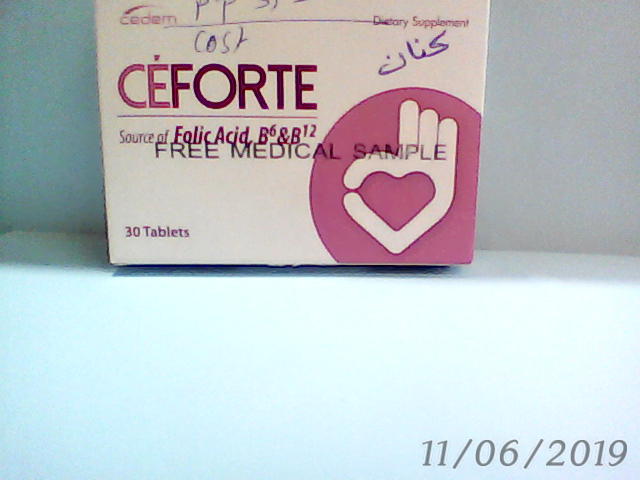 cedem
Dietary Supplement
cost
CÉFORTE
Source of Folic Acid, B6 & B12
FREE MEDICAL SAMPLE
30 Tablets
11/06/2019